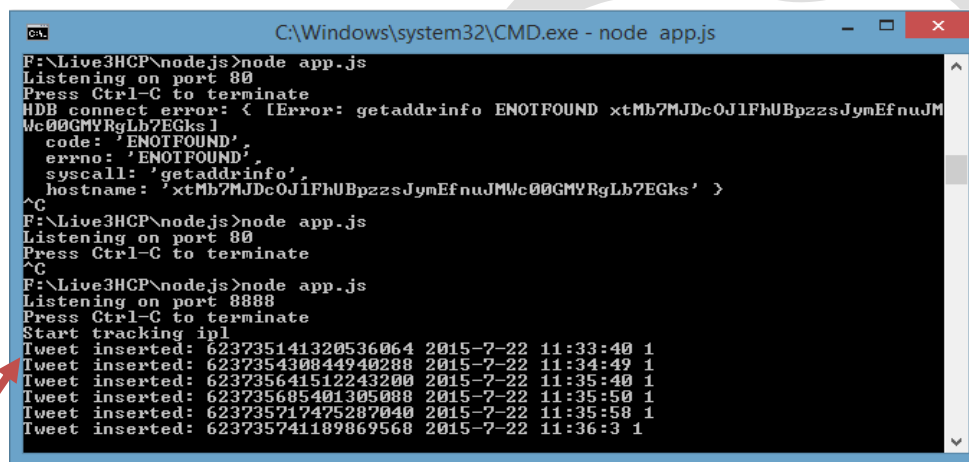 C:\Windows\system32\CMD.exe - node app.js
F:\Live3HCP\nodejs>node app.js
Listening on port 80
Press Ctrl-C to terminate
HDB connect error: { [Error: getaddrinfo ENOTFOUND xtMb7MJDcOJlFhUBpzzsJymEfnuJM
Wc00GMYRgLb7EGks]
code: 'ENOTFOUND',
errno: 'ENOTFOUND',
syscall: 'getaddrinfo',
hostname: 'xtMb7MJDcOJlFhUBpzzsJymEfnuJMWc00GMYRgLb7EGks' }
^C
F:\Live3HCP\nodejs>node app.js
Listening on port 80
Press Ctrl-C to terminate
^C
F:\Live3HCP\nodejs>node app.js
Listening on port 8888
Press Ctrl-C to terminate
Start tracking ipl
Tweet inserted: 623735141320536064 2015-7-22 11:33:40 1
Tweet inserted: 623735430844940288 2015-7-22 11:34:49 1
Tweet inserted: 623735641512243200 2015-7-22 11:35:40 1
Tweet inserted: 623735685401305088 2015-7-22 11:35:50 1
Tweet inserted: 623735717475287040 2015-7-22 11:35:58 1
Tweet inserted: 623735741189869568 2015-7-22 11:36:3 1